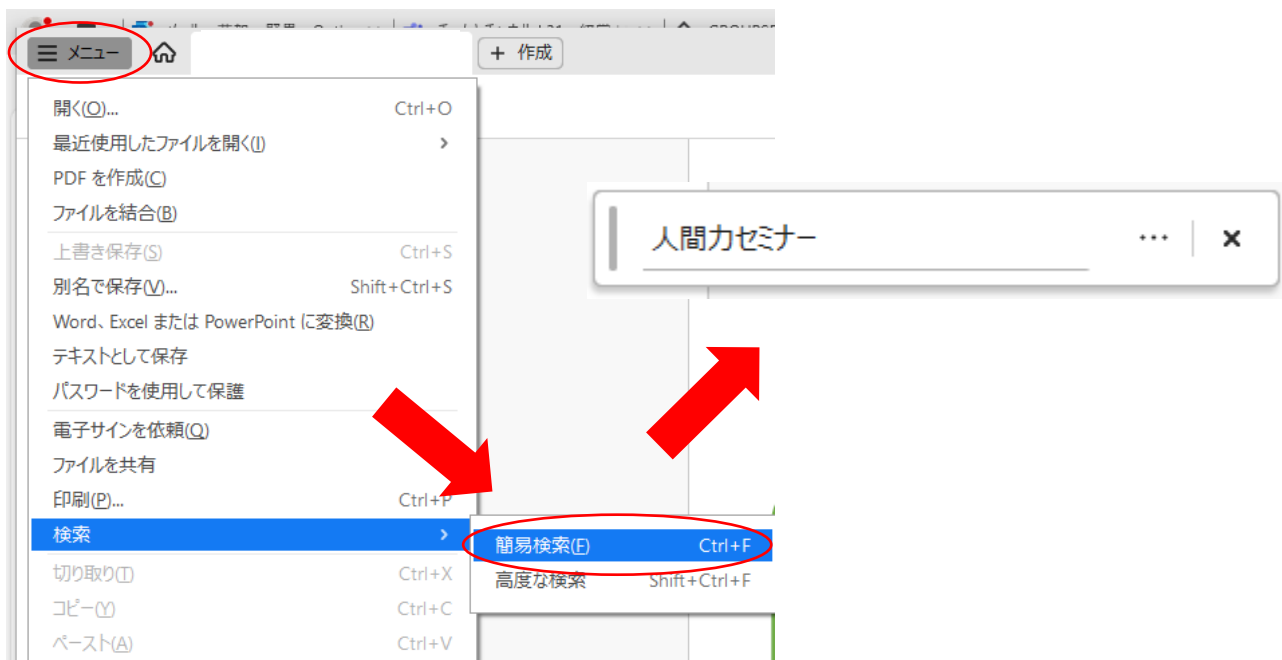 メニュー
+ 作成
開く(O)... Ctrl+O
最近使用したファイルを開く(I)
PDF を作成(C)
ファイルを結合(B)
上書き保存(S) Ctrl+S
別名で保存(V)... Shift+Ctrl+S
Word、Excel または PowerPoint に変換(R)
テキストとして保存
パスワードを使用して保護
電子サインを依頼(Q)
ファイルを共有
印刷(P)... Ctrl+P
検索
簡易検索(F) Ctrl+F
高度な検索 Shift+Ctrl+F
切り取り(T) Ctrl+X
コピー(Y) Ctrl+C
ペースト(A) Ctrl+V
人間力セミナー ...